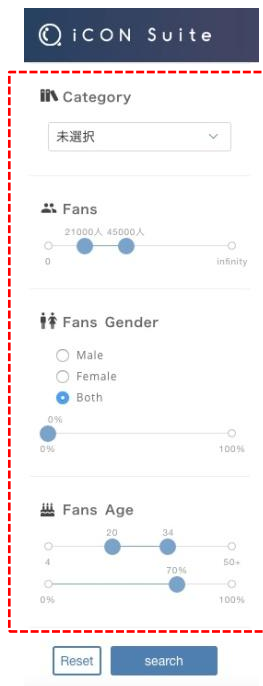 iCON Suite
Category
未選択
Fans
21000人 45000人
0 infinity
Fans Gender
Male
Female
Both
0%
0% 100%
Fans Age
20 34
4 50+
70%
0% 100%
Reset search